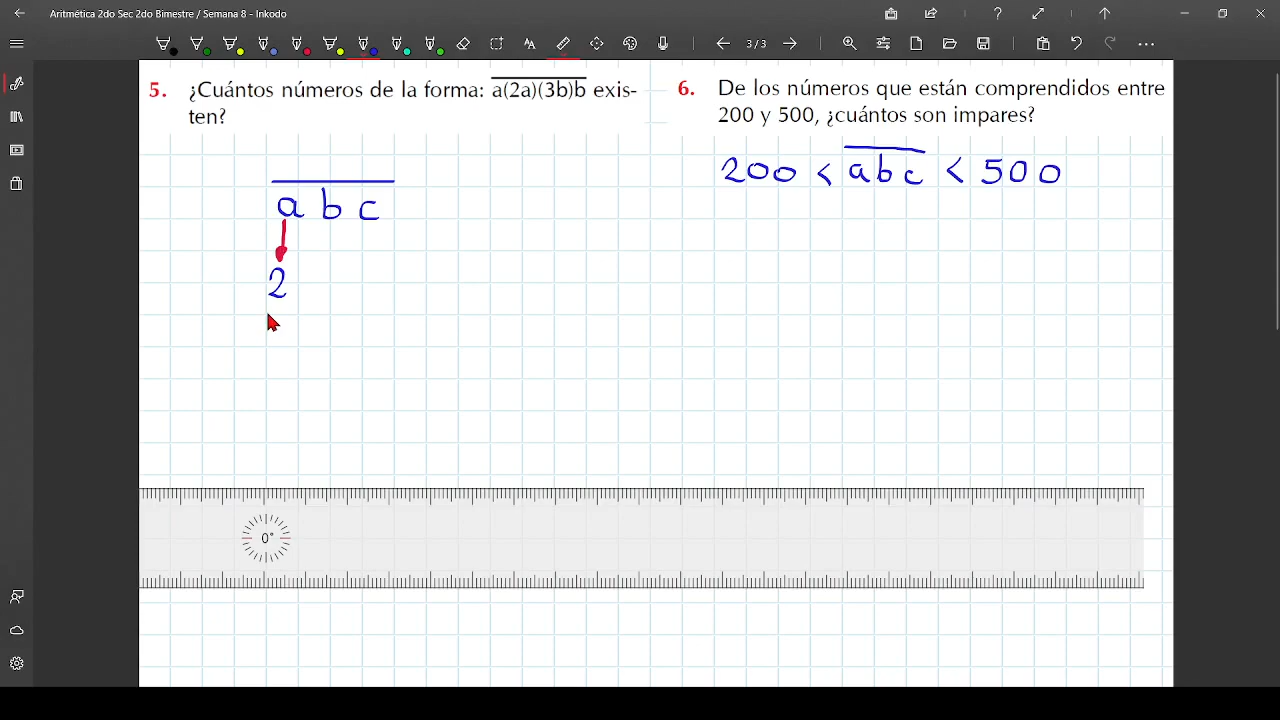 Aritmética 2do Sec 2do Bimestre / Semana 8 - Inkodo
3/3
5. ¿Cuántos números de la forma: a(2a)(3b)b exis-
ten?
a b c
2
6. De los números que están comprendidos entre
200 y 500, ¿cuántos son impares?
200 < abc < 500
0°